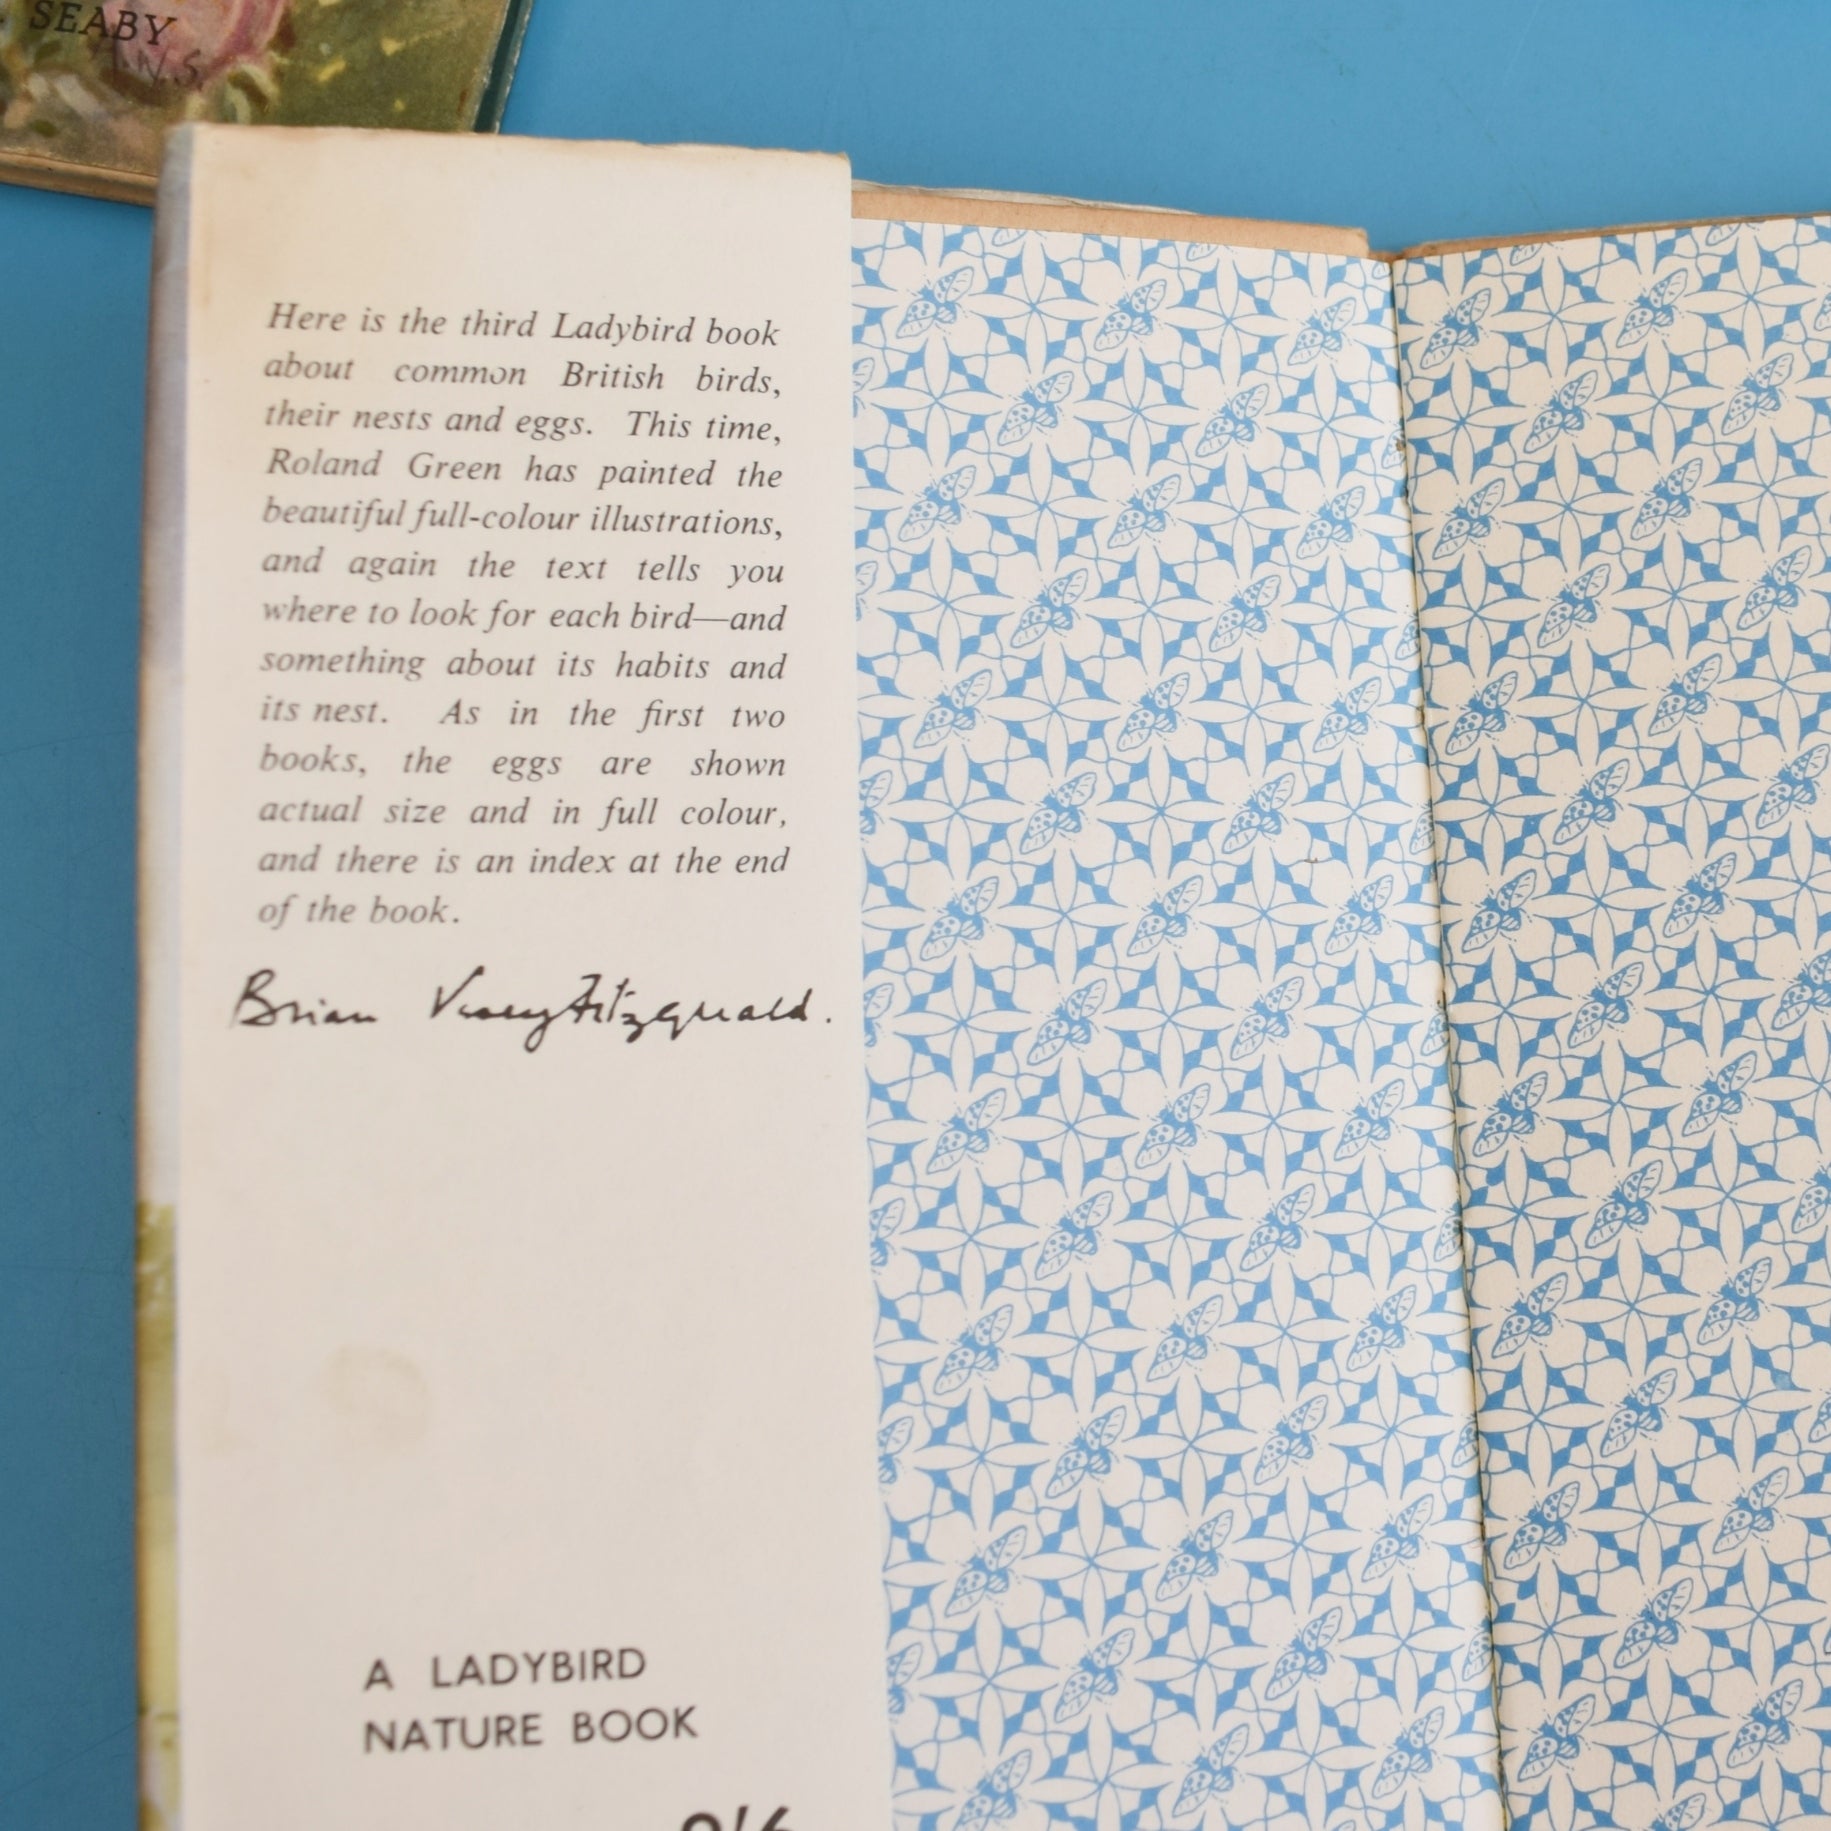 SEABY
A.W.S.
Here is the third Ladybird book
about common British birds,
their nests and eggs. This time,
Roland Green has painted the
beautiful full-colour illustrations,
and again the text tells you
where to look for each bird—and
something about its habits and
its nest. As in the first two
books, the eggs are shown
actual size and in full colour,
and there is an index at the end
of the book.
Brian Vesey Fitzgerald.
A LADYBIRD
NATURE BOOK